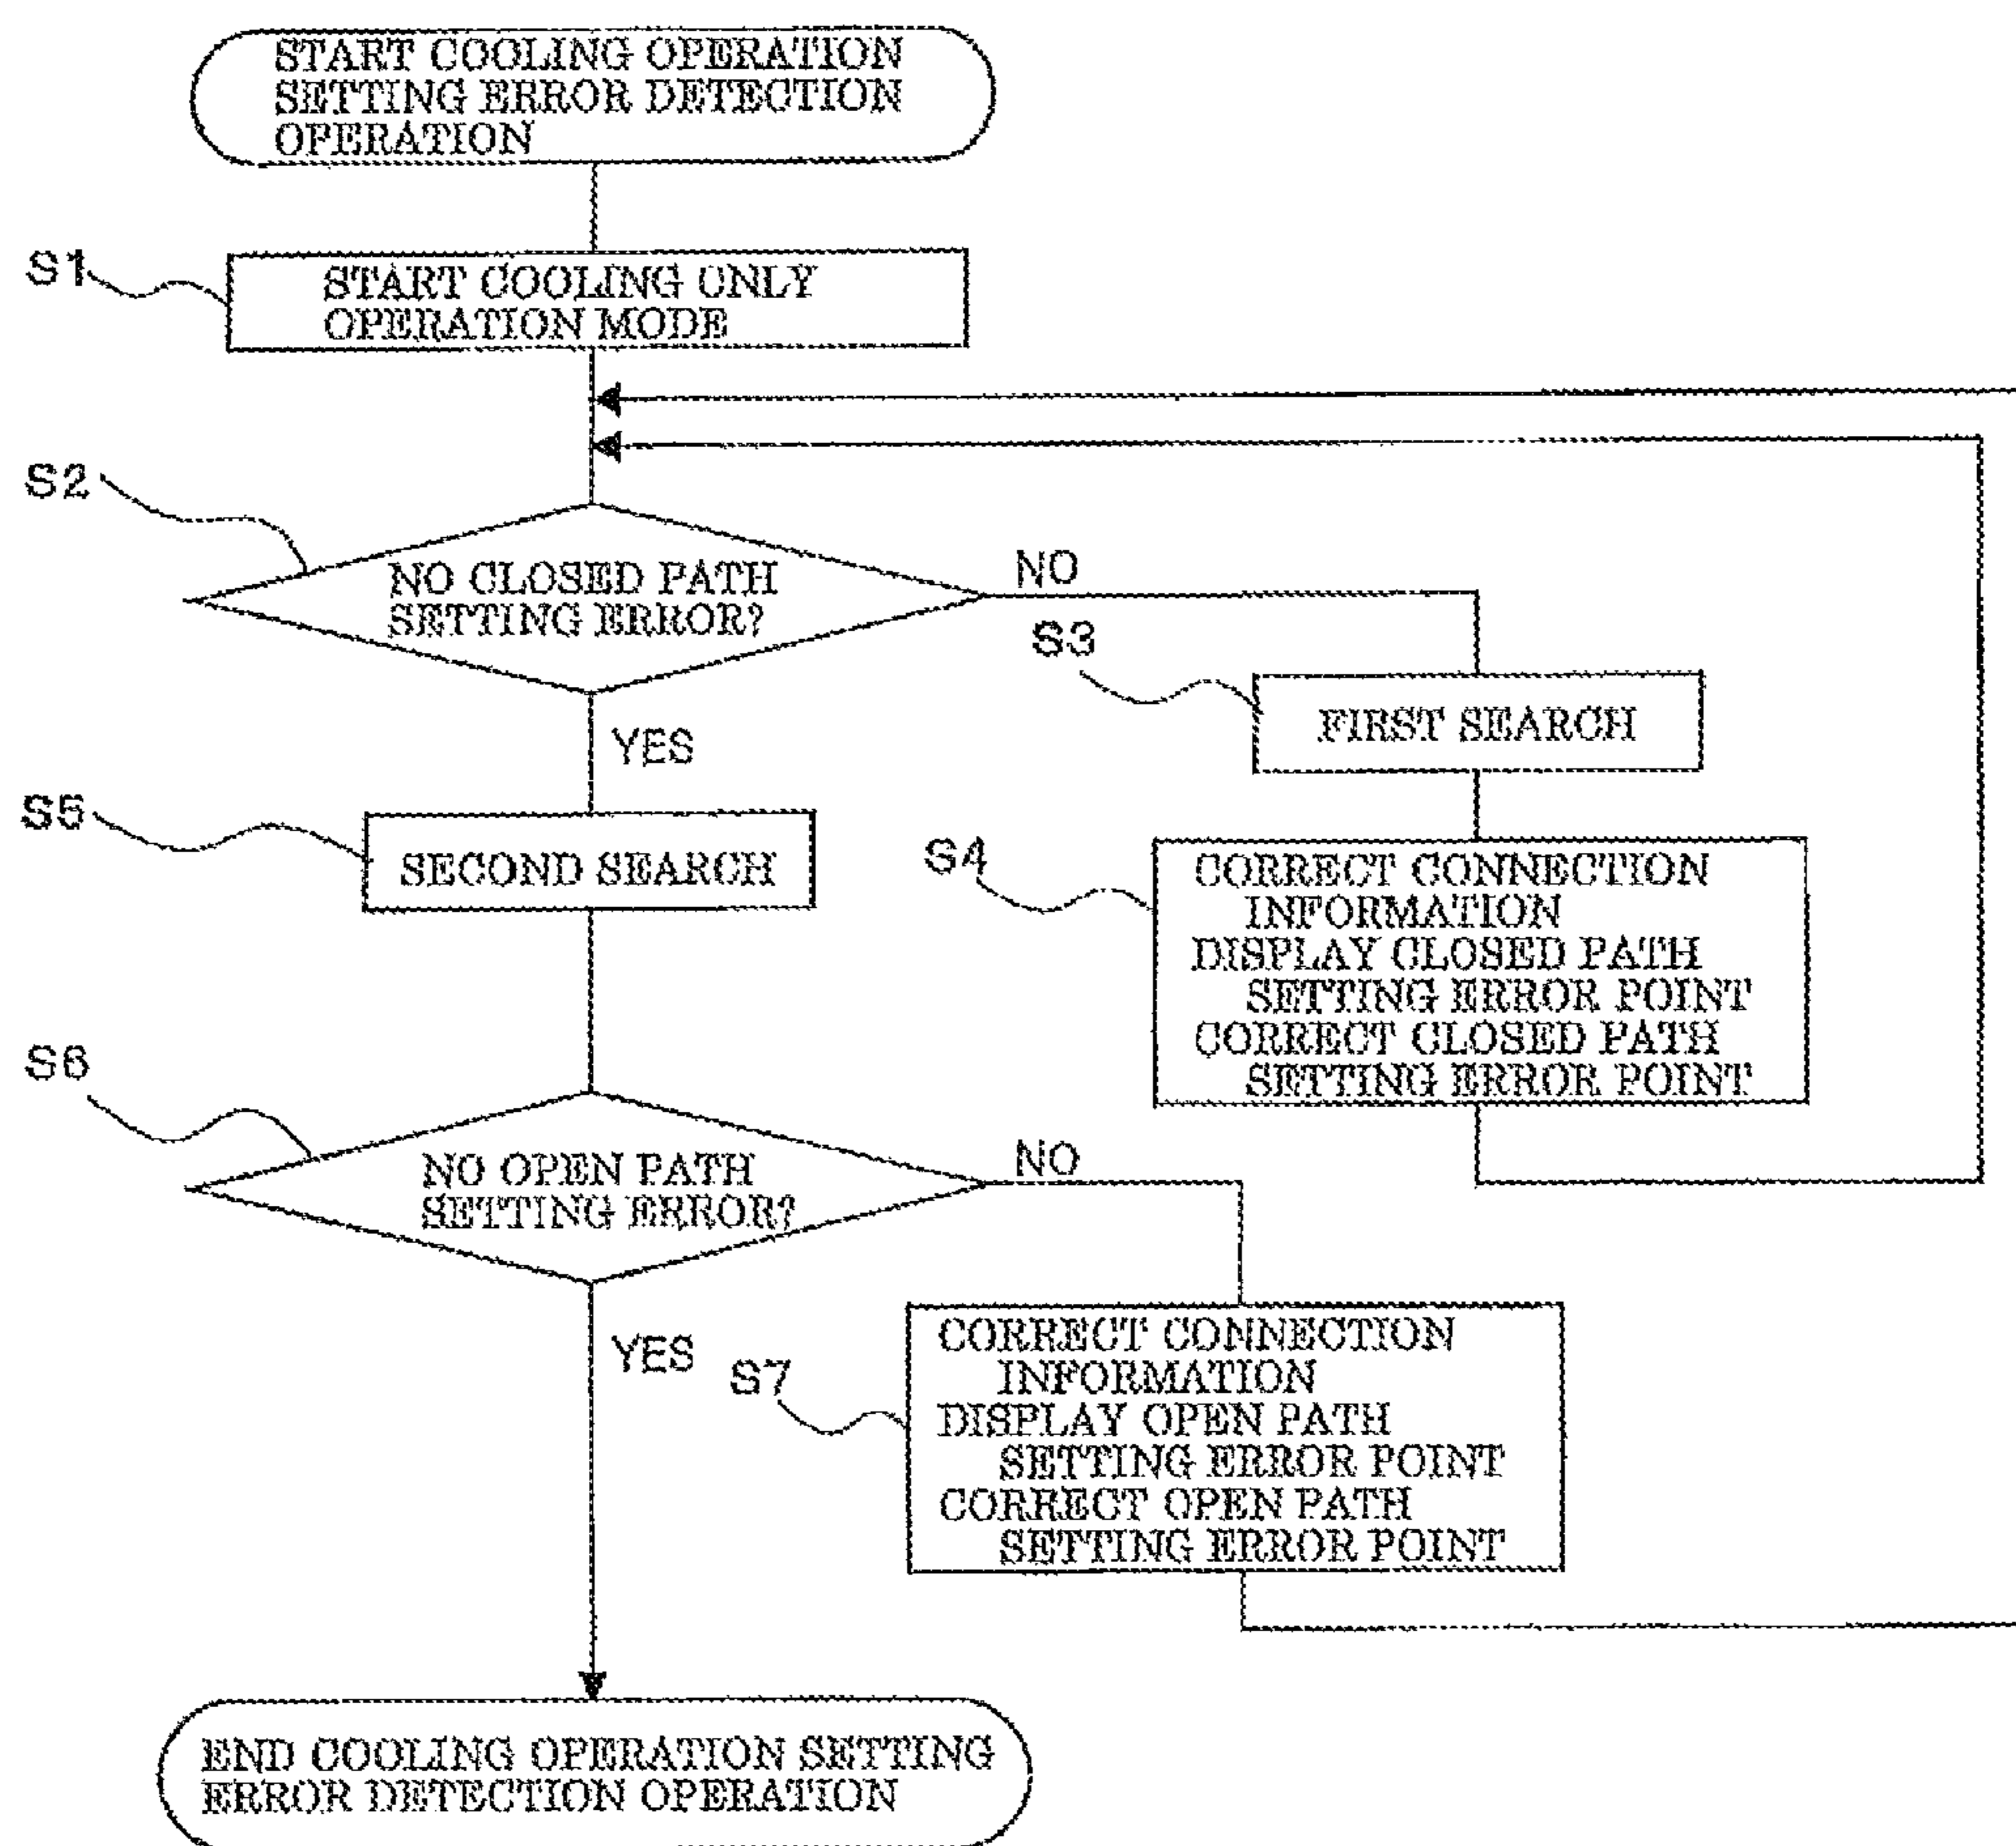 START COOLING OPERATION
SETTING ERROR DETECTION
OPERATION
S1
START COOLING ONLY
OPERATION MODE
S2
NO CLOSED PATH
SETTING ERROR?
NO
YES
S3
FIRST SEARCH
S4
CORRECT CONNECTION
INFORMATION
DISPLAY CLOSED PATH
SETTING ERROR POINT
CORRECT CLOSED PATH
SETTING ERROR POINT
S5
SECOND SEARCH
S6
NO OPEN PATH
SETTING ERROR?
NO
YES
S7
CORRECT CONNECTION
INFORMATION
DISPLAY OPEN PATH
SETTING ERROR POINT
CORRECT OPEN PATH
SETTING ERROR POINT
END COOLING OPERATION SETTING
ERROR DETECTION OPERATION